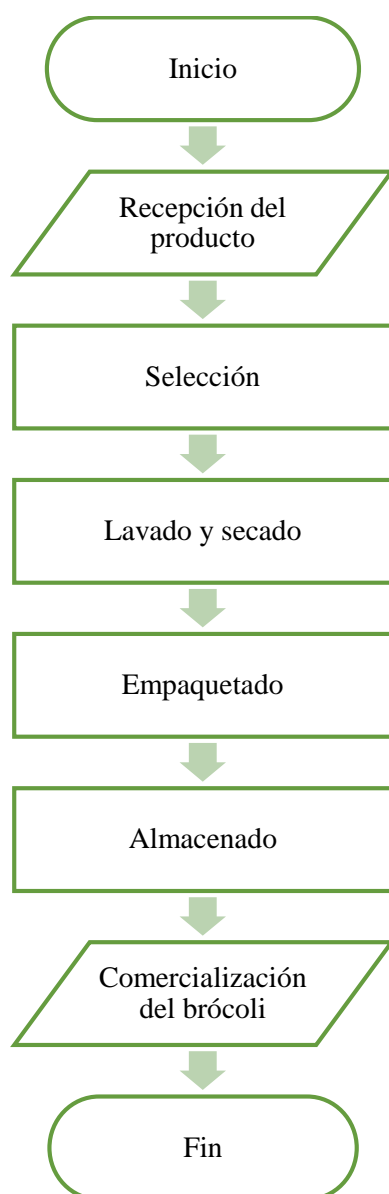 Inicio
Recepción del
producto
Selección
Lavado y secado
Empaquetado
Almacenado
Comercialización
del brócoli
Fin